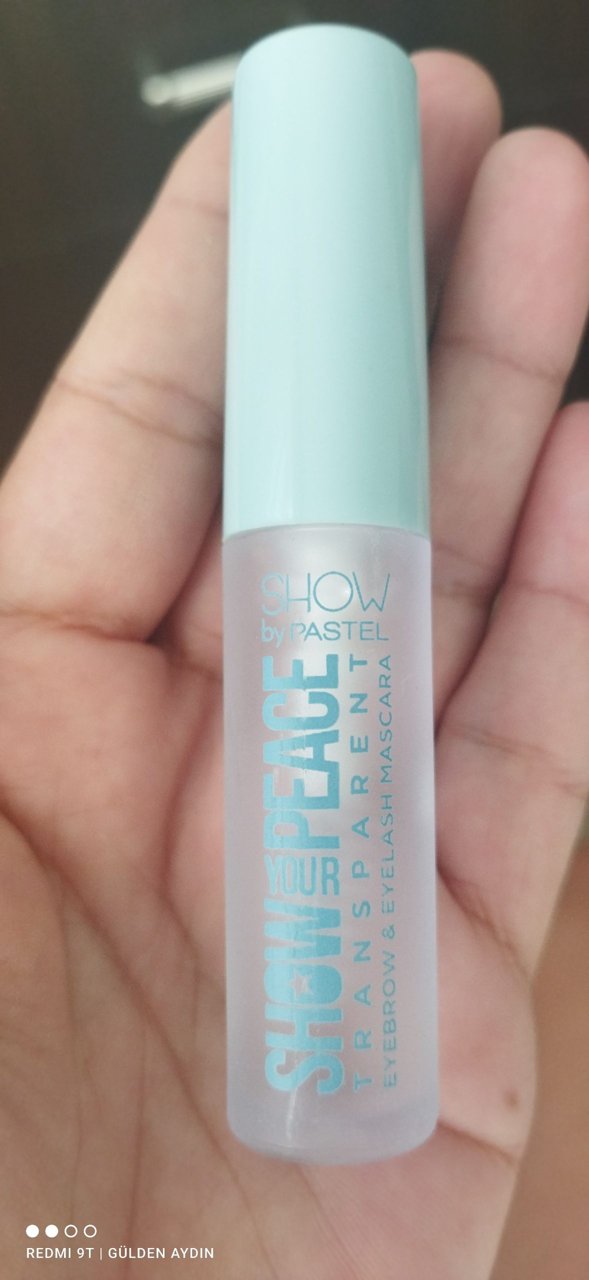 SHOW
by PASTEL
SHOW YOUR PEACE
TRANSPARENT
EYEBROW & EYELASH MASCARA
REDMI 9T | GÜLDEN AYDIN